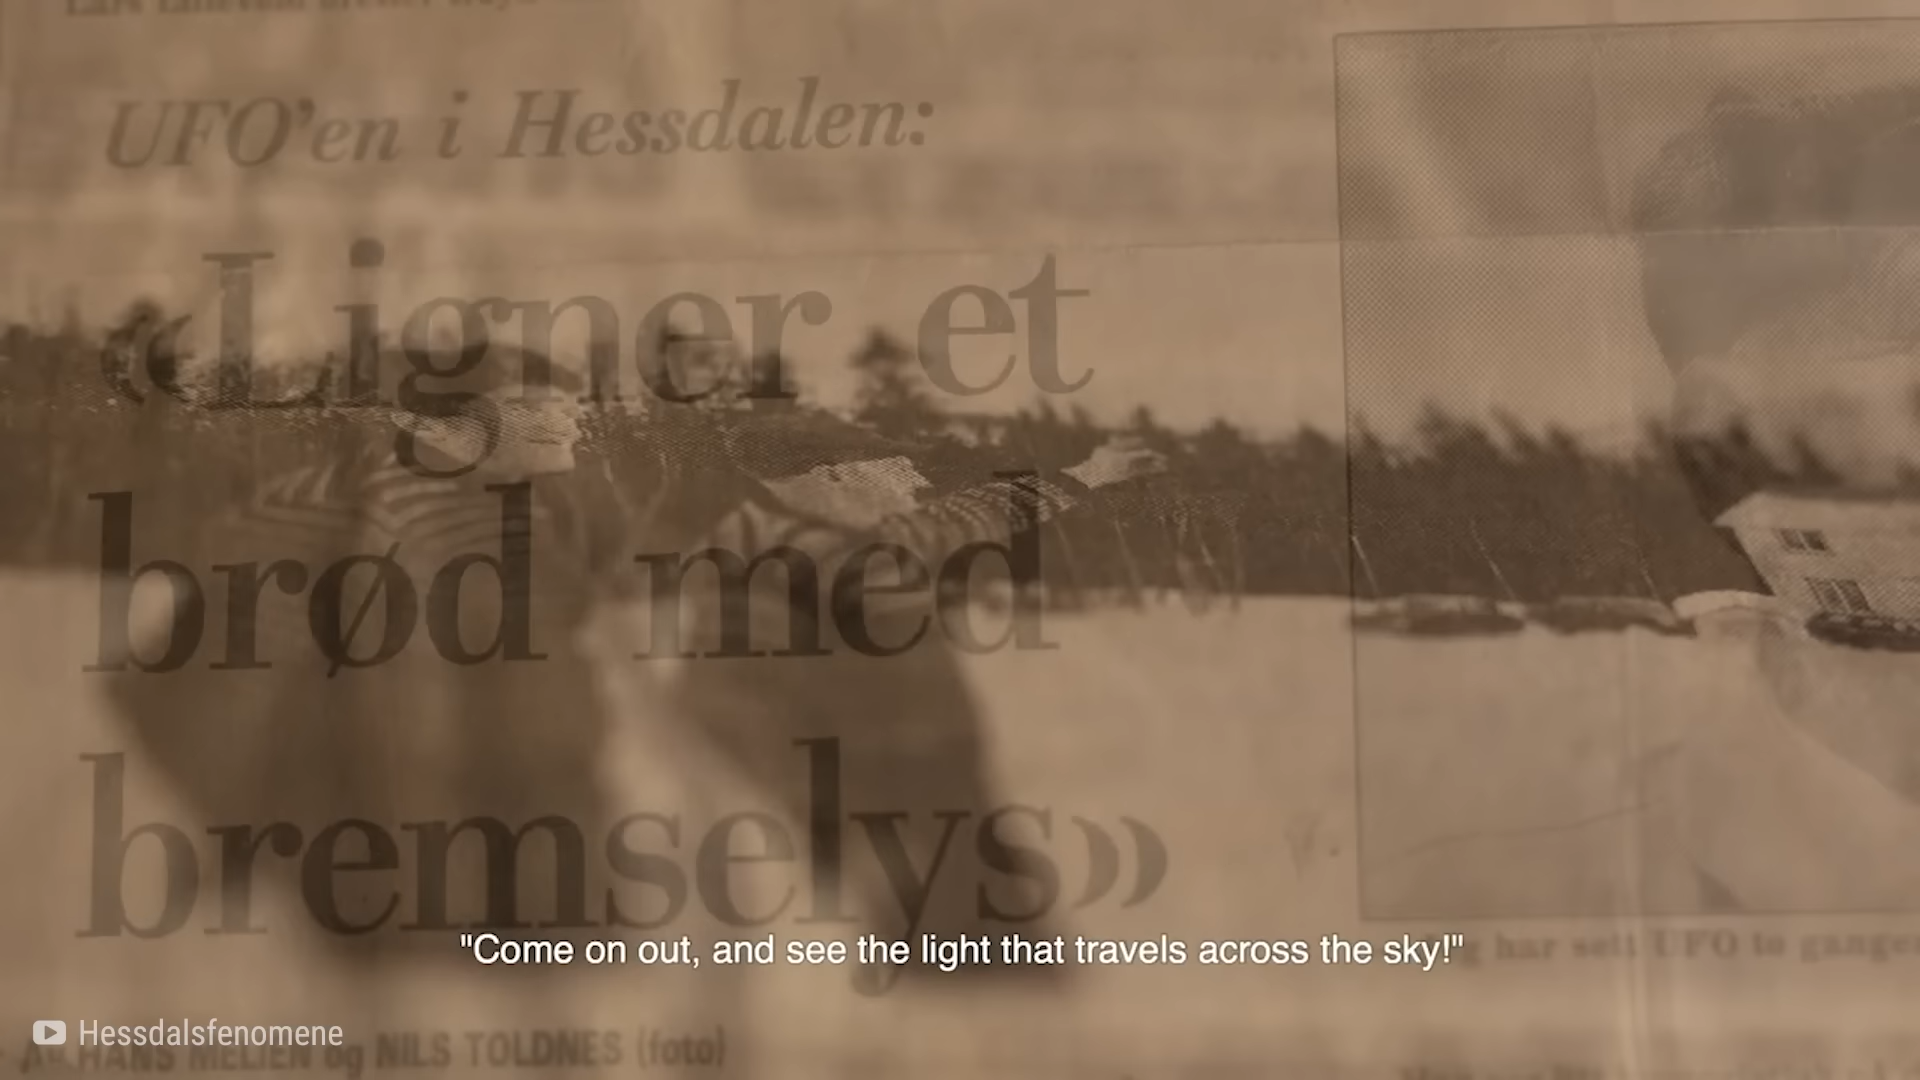 UFO'en i Hessdalen:
«Ligner et
brød med
bremselys»
"Come on out, and see the light that travels across the sky!"
har sett UFO to ganger
Hessdalsfenomene
HANS MELIEN og NILS TOLDNES (foto)